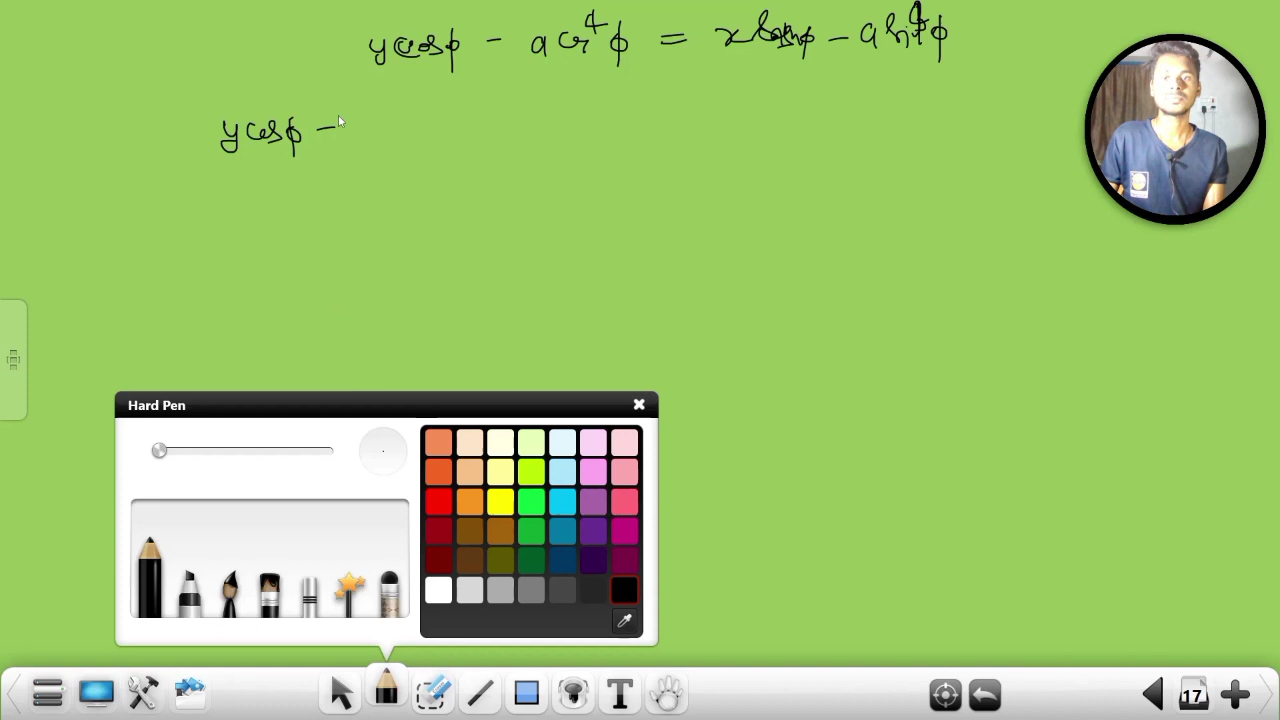 y cosϕ - a cos⁴ϕ = x sinϕ - a sin⁴ϕ
y cosϕ -
Hard Pen
17